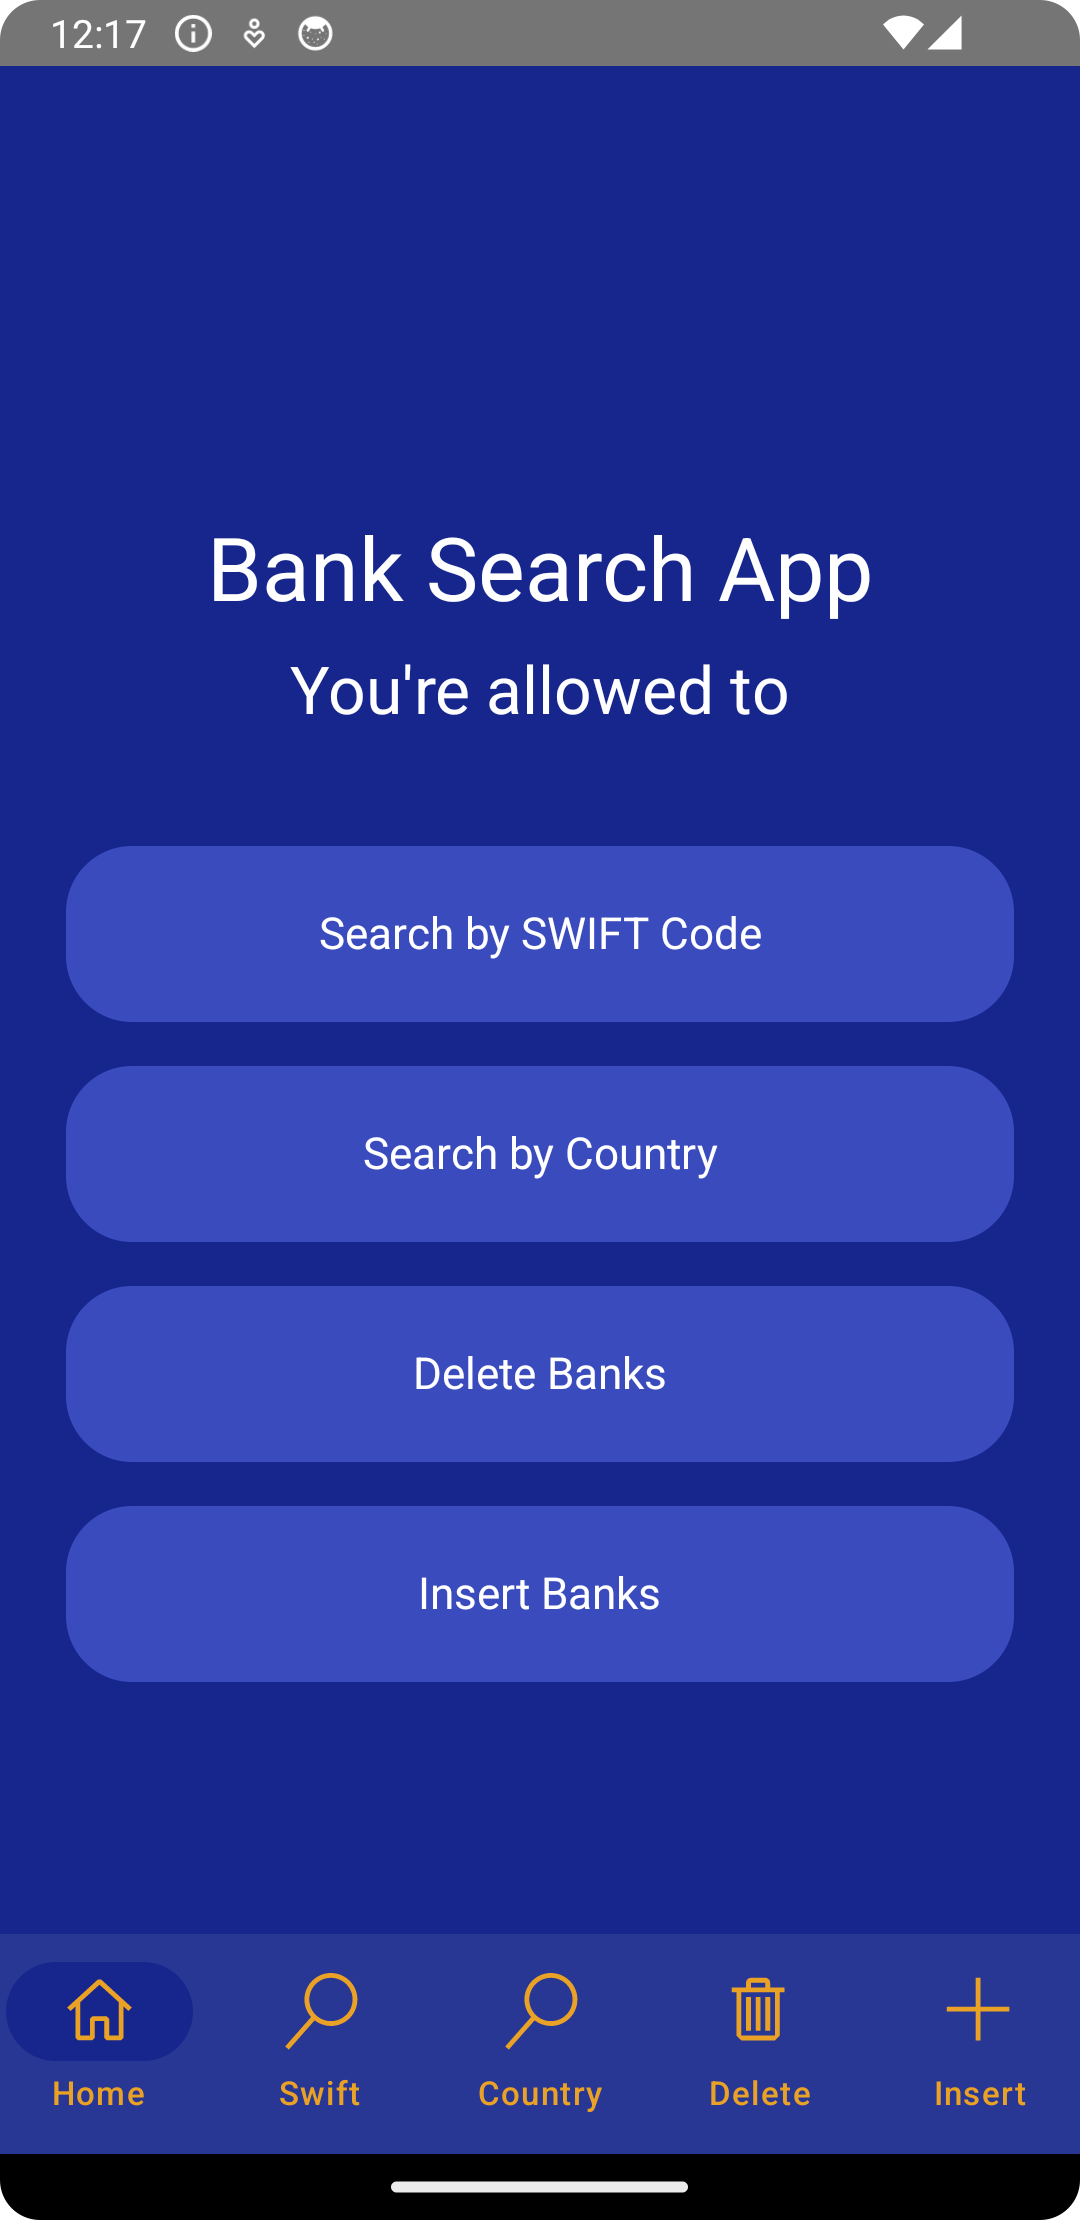 12:17
Bank Search App
You're allowed to
Search by SWIFT Code
Search by Country
Delete Banks
Insert Banks
Home Swift Country Delete Insert